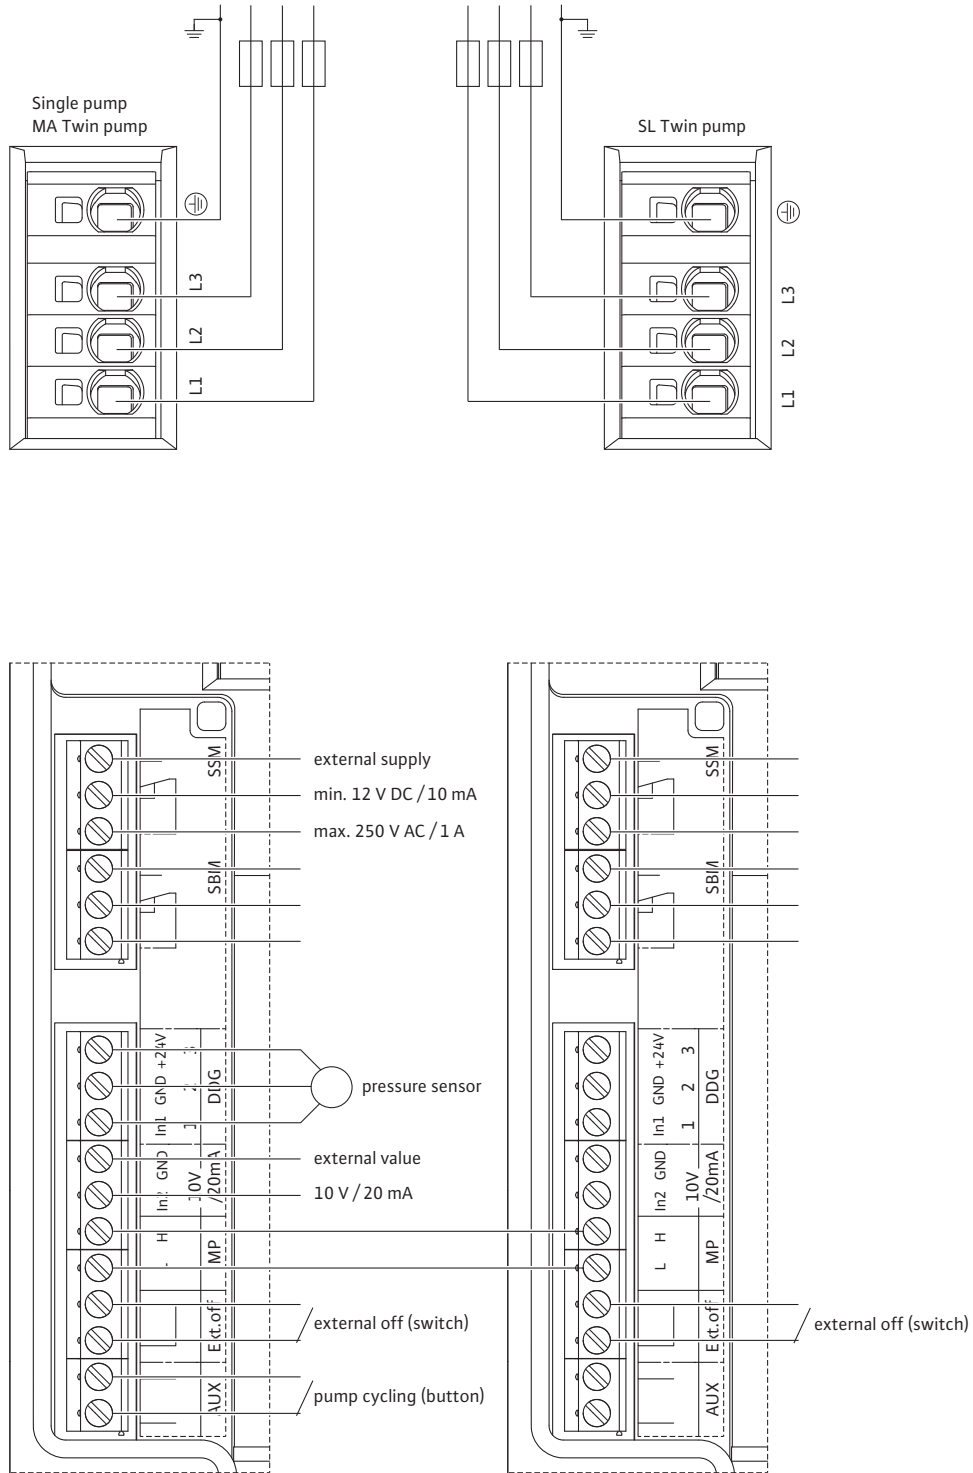 Single pump
MA Twin pump
SL Twin pump
L3
L2
L1
L3
L2
L1
SSM
external supply
min. 12 V DC / 10 mA
max. 250 V AC / 1 A
SBM
SSM
SBM
+24V
GND 2
In1 1
DDG
3
pressure sensor
GND
In2
10V
/20mA
external value
10 V / 20 mA
H
MP
Ext.off
external off (switch)
AUX
pump cycling (button)
+24V 3
GND 2
In1 1
DDG
GND
In2
10V
/20mA
H
L
MP
Ext.off
external off (switch)
AUX